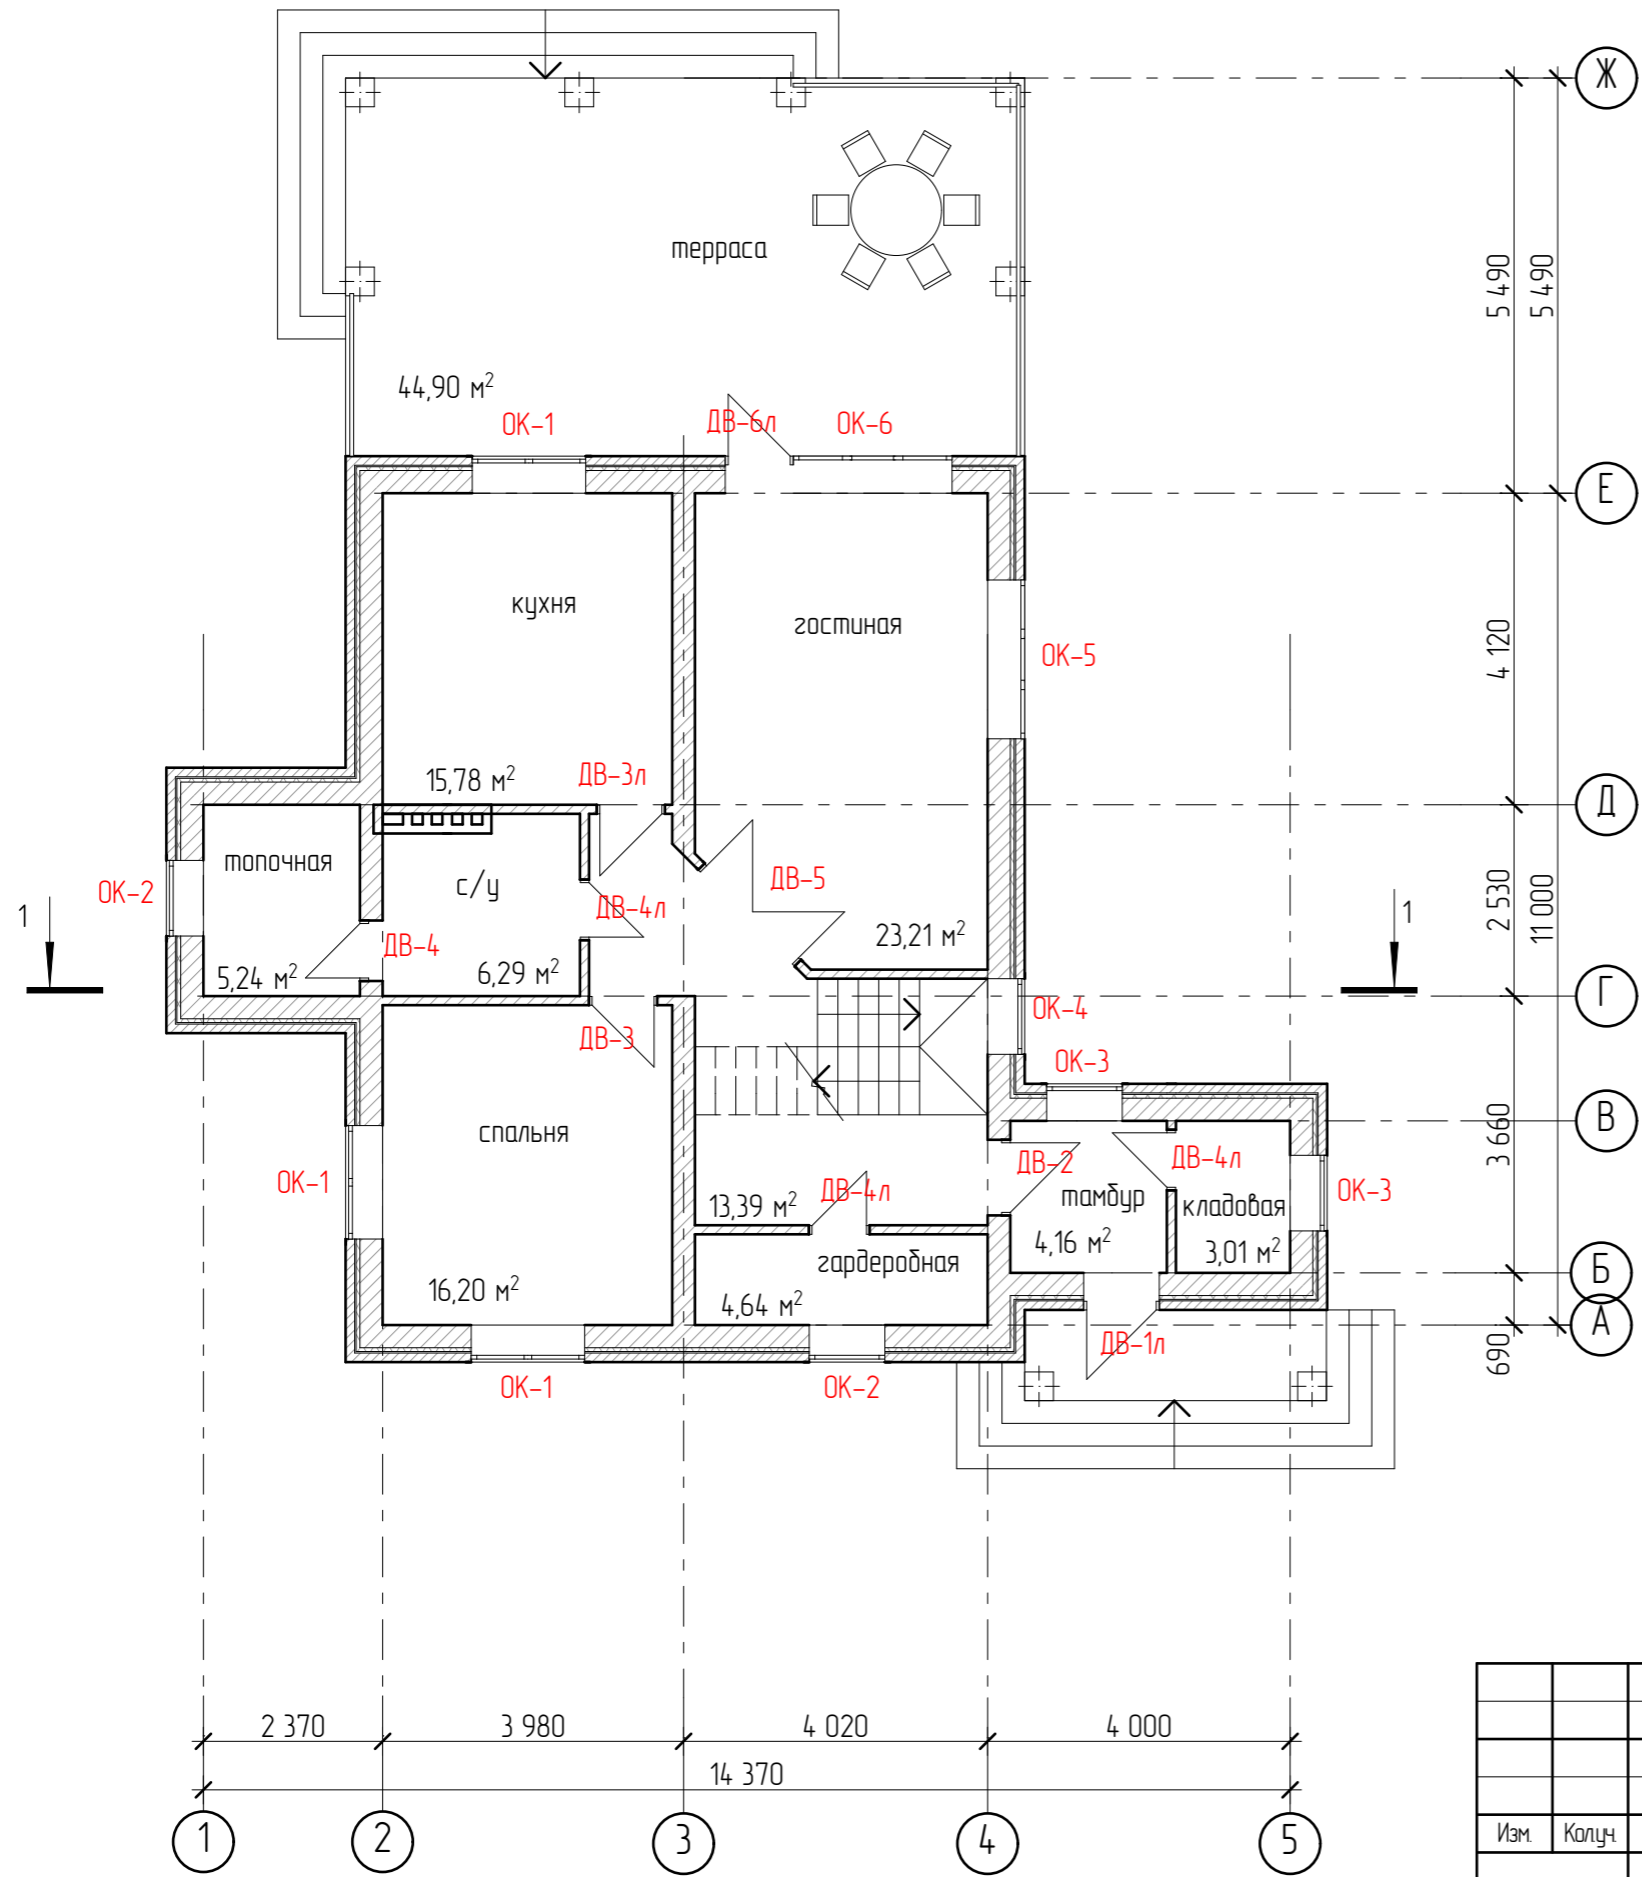 Ж
терраса
5 490
5 490
44,90 м²
ОК-1
ДВ-6л
ОК-6
Е
кухня
гостиная
ОК-5
4 120
15,78 м²
ДВ-3л
Д
топочная
с/у
ДВ-5
ОК-2
ДВ-4л
2 530
11 000
1
1
ДВ-4
23,21 м²
5,24 м²
6,29 м²
Г
ОК-4
ДВ-3
ОК-3
В
спальня
3 660
ДВ-2
ДВ-4л
ОК-1
ДВ-4л
тамбур
ОК-3
13,39 м²
кладовая
4,16 м²
3,01 м²
гардеробная
Б
16,20 м²
4,64 м²
А
ДВ-1л
690
ОК-1
ОК-2
2 370
3 980
4 020
4 000
14 370
1
2
3
4
5
Изм.
Колуч.